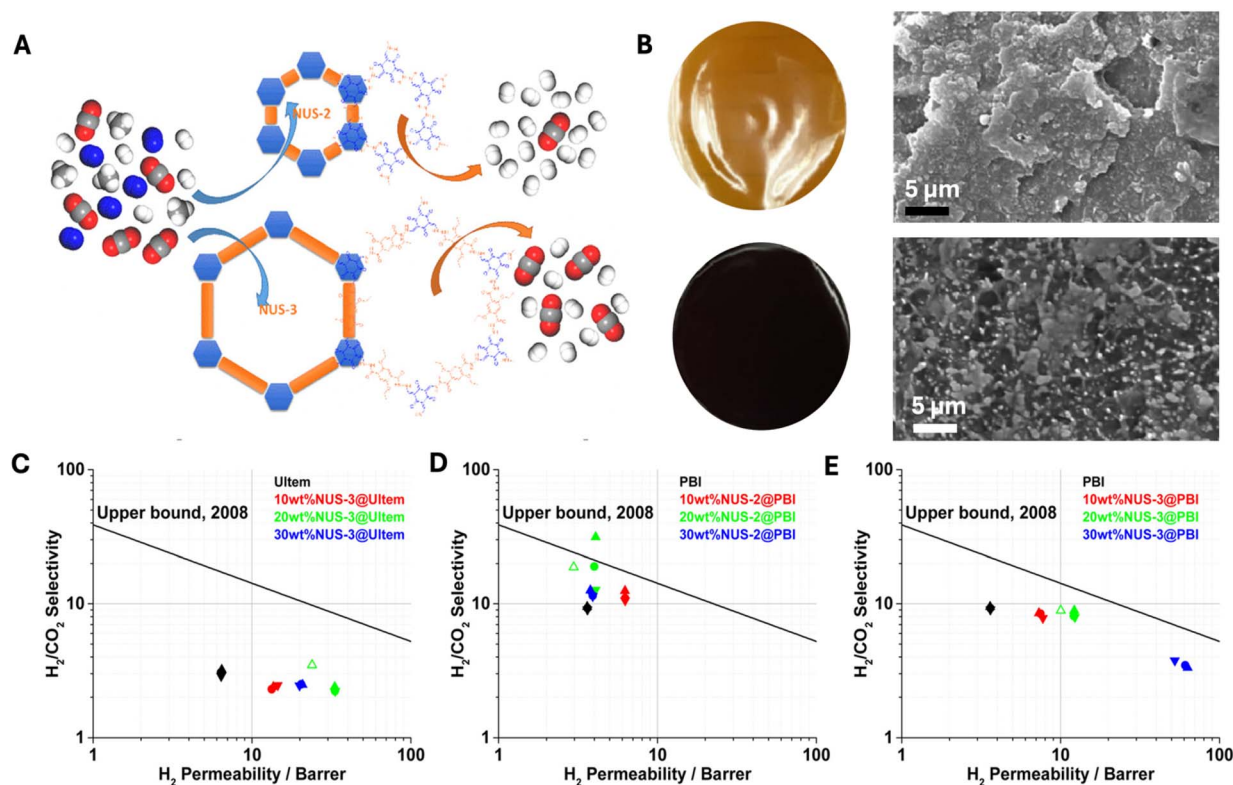 A
NUS-2
NUS-3
B
5 µm
5 µm
C
100
10
1
H₂/CO₂ Selectivity
Upper bound, 2008
Ultem
10wt%NUS-3@Ultem
20wt%NUS-3@Ultem
30wt%NUS-3@Ultem
1
10
100
H₂ Permeability / Barrer
D
100
10
1
H₂/CO₂ Selectivity
Upper bound, 2008
PBI
10wt%NUS-2@PBI
20wt%NUS-2@PBI
30wt%NUS-2@PBI
1
10
100
H₂ Permeability / Barrer
E
100
10
1
H₂/CO₂ Selectivity
Upper bound, 2008
PBI
10wt%NUS-3@PBI
20wt%NUS-3@PBI
30wt%NUS-3@PBI
1
10
100
H₂ Permeability / Barrer